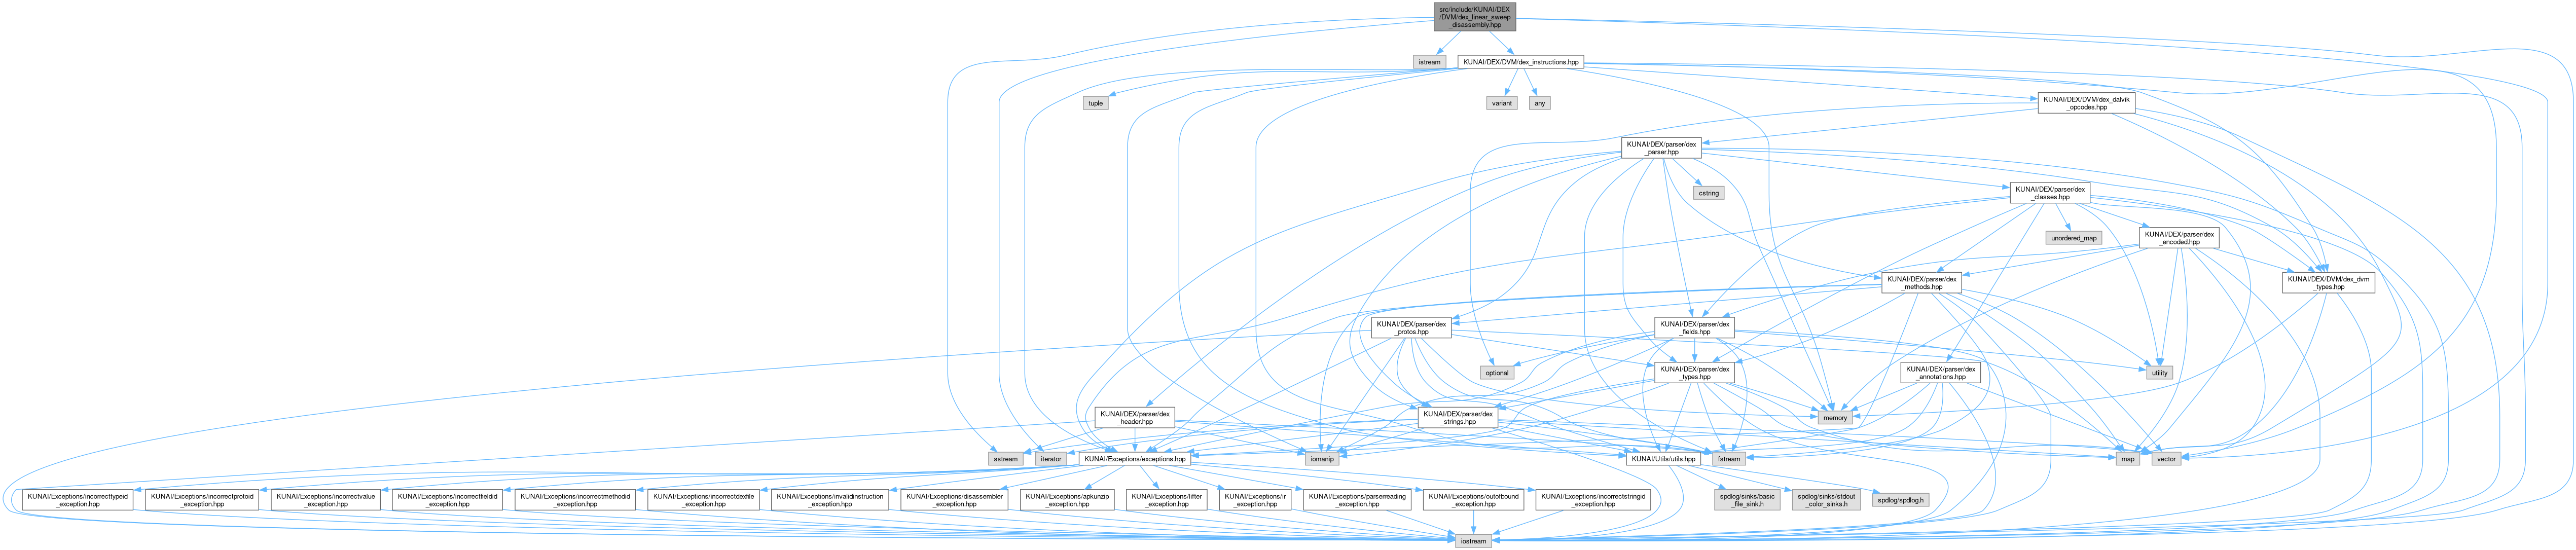 src/include/KUNAI/DEX
/DVM/dex_linear_sweep
_disassembly.hpp
istream
KUNAI/DEX/DVM/dex_instructions.hpp
tuple
variant
any
KUNAI/DEX/DVM/dex_dalvik
_opcodes.hpp
KUNAI/DEX/parser/dex
_parser.hpp
cstring
KUNAI/DEX/parser/dex
_classes.hpp
unordered_map
KUNAI/DEX/parser/dex
_encoded.hpp
KUNAI/DEX/parser/dex
_methods.hpp
KUNAI/DEX/DVM/dex_dvm
_types.hpp
KUNAI/DEX/parser/dex
_protos.hpp
KUNAI/DEX/parser/dex
_fields.hpp
optional
KUNAI/DEX/parser/dex
_types.hpp
KUNAI/DEX/parser/dex
_annotations.hpp
utility
KUNAI/DEX/parser/dex
_header.hpp
KUNAI/DEX/parser/dex
_strings.hpp
memory
sstream
iterator
KUNAI/Exceptions/exceptions.hpp
iomanip
KUNAI/Utils/utils.hpp
fstream
map
vector
KUNAI/Exceptions/incorrecttypeid
_exception.hpp
KUNAI/Exceptions/incorrectprotoid
_exception.hpp
KUNAI/Exceptions/incorrectvalue
_exception.hpp
KUNAI/Exceptions/incorrectfieldid
_exception.hpp
KUNAI/Exceptions/incorrectmethodid
_exception.hpp
KUNAI/Exceptions/incorrectdexfile
_exception.hpp
KUNAI/Exceptions/invalidinstruction
_exception.hpp
KUNAI/Exceptions/disassembler
_exception.hpp
KUNAI/Exceptions/apkunzip
_exception.hpp
KUNAI/Exceptions/lifter
_exception.hpp
KUNAI/Exceptions/ir
_exception.hpp
KUNAI/Exceptions/parserreading
_exception.hpp
KUNAI/Exceptions/outofbound
_exception.hpp
KUNAI/Exceptions/incorrectstringid
_exception.hpp
spdlog/sinks/basic
_file_sink.h
spdlog/sinks/stdout
_color_sinks.h
spdlog/spdlog.h
iostream